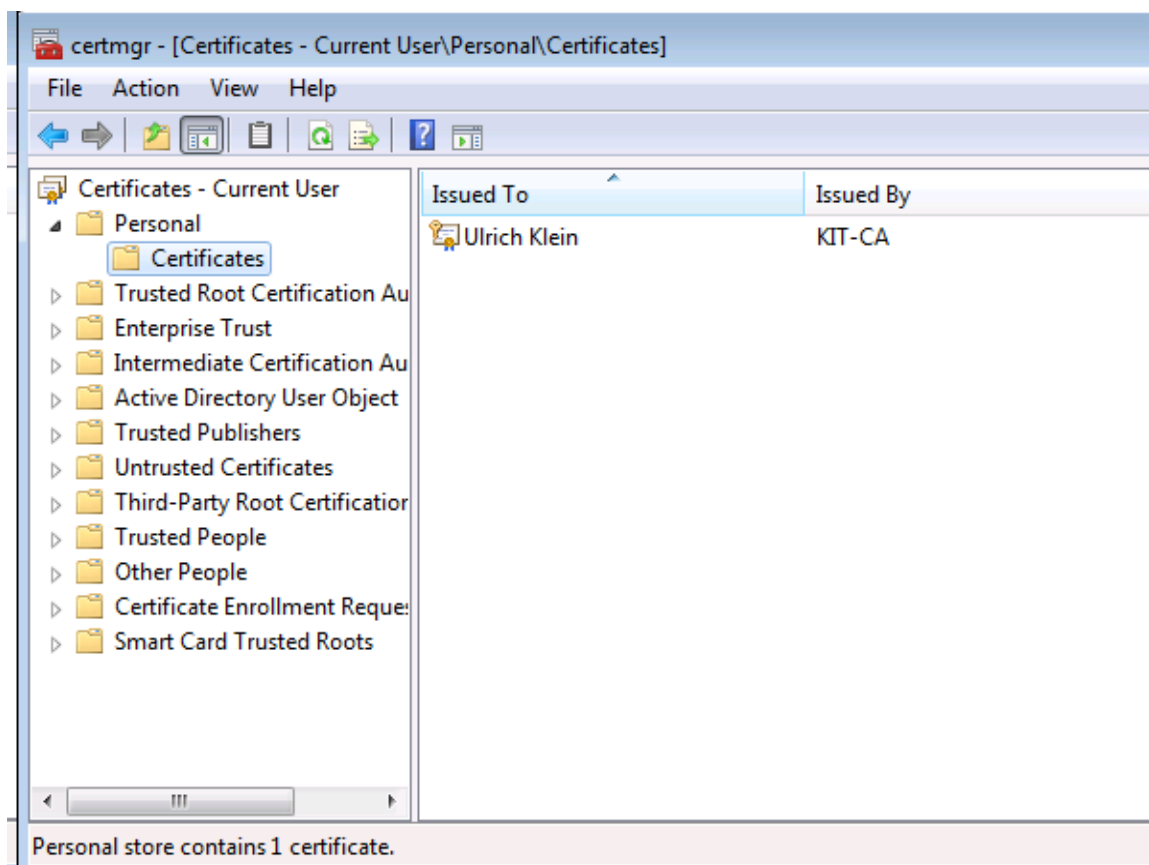 certmgr - [Certificates - Current User\Personal\Certificates]
File Action View Help
Certificates - Current User
Personal
Certificates
Trusted Root Certification Au
Enterprise Trust
Intermediate Certification Au
Active Directory User Object
Trusted Publishers
Untrusted Certificates
Third-Party Root Certification
Trusted People
Other People
Certificate Enrollment Reques
Smart Card Trusted Roots
Issued To Issued By
Ulrich Klein KIT-CA
Personal store contains 1 certificate.